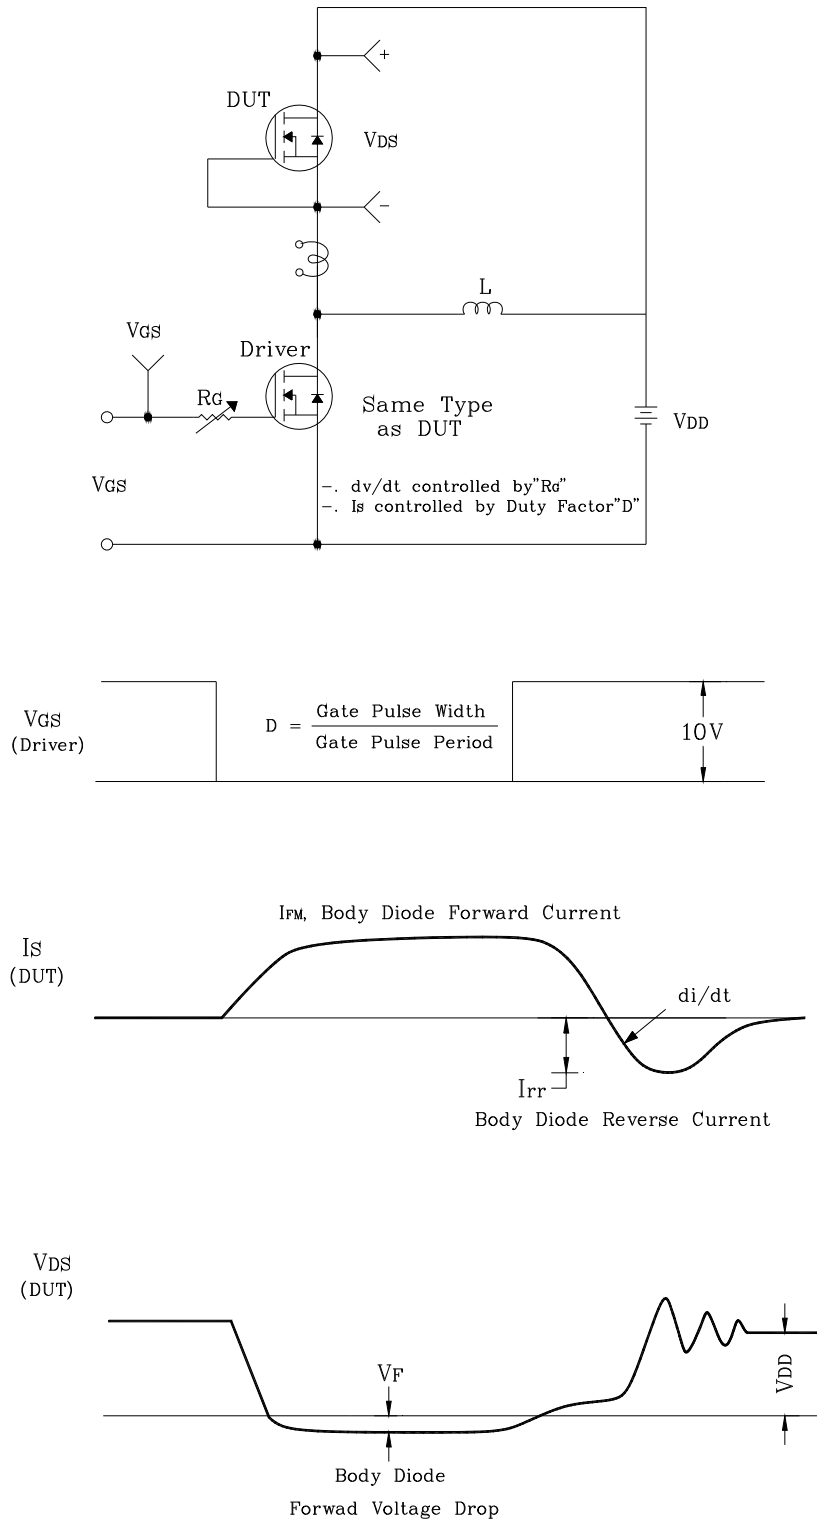 +
DUT
VDS
−
L
VGS
Driver
RG
Same Type
as DUT
VDD
VGS
−. dv/dt controlled by"RG"
−. Is controlled by Duty Factor"D"
VGS
(Driver)
D = Gate Pulse Width
Gate Pulse Period
10V
IFM, Body Diode Forward Current
IS
(DUT)
di/dt
Irr
Body Diode Reverse Current
VDS
(DUT)
VF
VDD
Body Diode
Forwad Voltage Drop